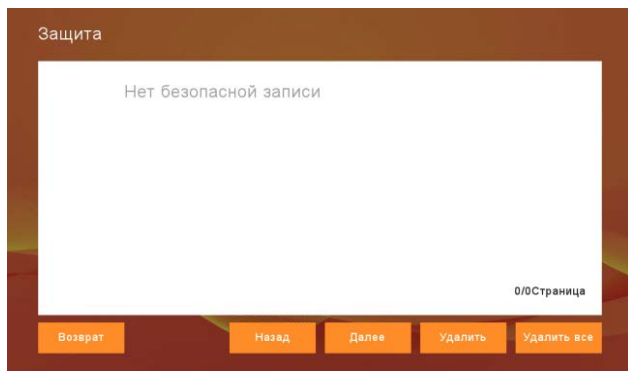 Защита
Нет безопасной записи
0/0Страница
Возврат
Назад
Далее
Удалить
Удалить все